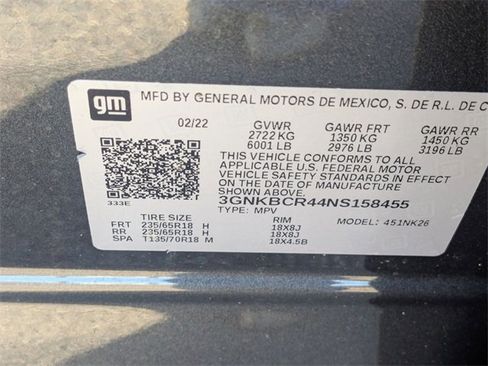 gm
MFD BY GENERAL MOTORS DE MEXICO, S. DE R.L. DE C
02/22 GVWR GAWR FRT GAWR RR
2722 KG 1350 KG 1450 KG
6001 LB 2976 LB 3196 LB
THIS VEHICLE CONFORMS TO ALL
APPLICABLE U.S. FEDERAL MOTOR
VEHICLE SAFETY STANDARDS IN EFFECT
ON THE DATE OF MANUFACTURE
SHOWN ABOVE.
333E 3GNKBCR44NS158455
TYPE: MPV MODEL: 451NK26
TIRE SIZE RIM
FRT 235/65R18 H 18X8J
RR 235/65R18 H 18X8J
SPA T135/70R18 M 18X4.5B